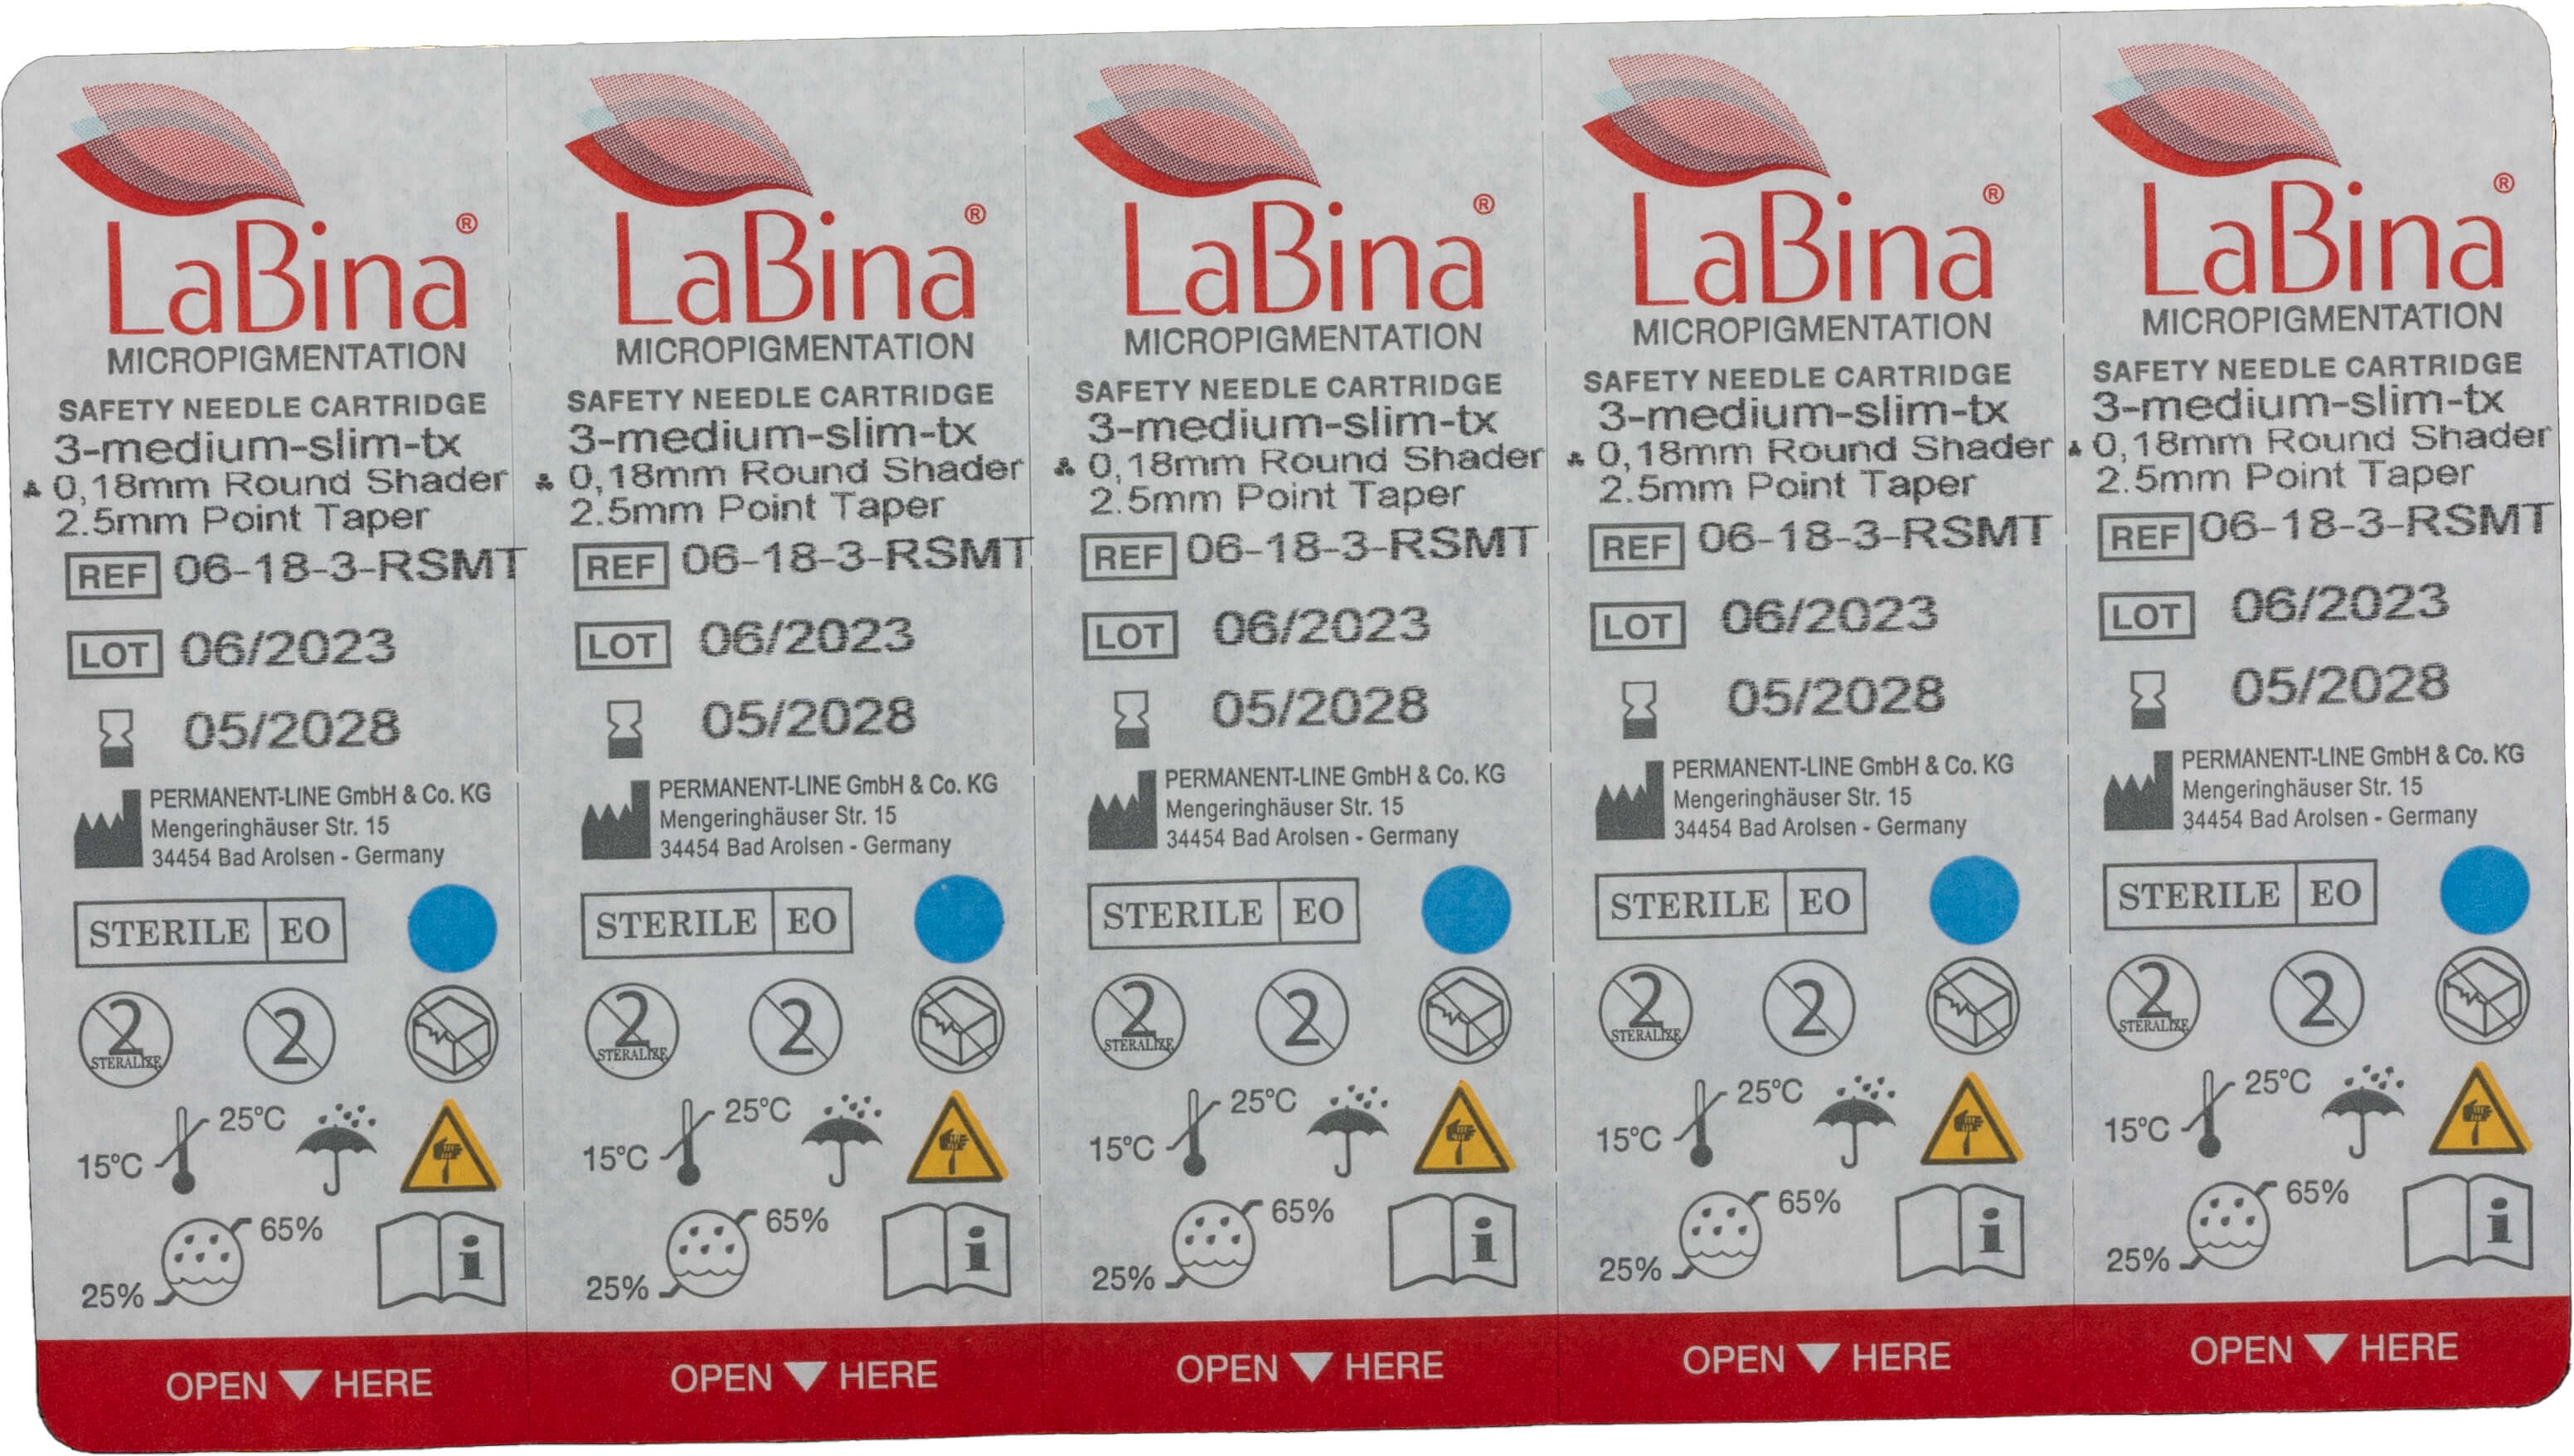 LaBina®
MICROPIGMENTATION
SAFETY NEEDLE CARTRIDGE
3-medium-slim-tx
0,18mm Round Shader
2.5mm Point Taper
REF 06-18-3-RSMT
LOT 06/2023
05/2028
PERMANENT-LINE GmbH & Co. KG
Mengeringhäuser Str. 15
34454 Bad Arolsen - Germany
STERILE EO
2 STERALIZE
2
15°C 25°C
25% 65%
i
OPEN HERE
LaBina®
MICROPIGMENTATION
SAFETY NEEDLE CARTRIDGE
3-medium-slim-tx
0,18mm Round Shader
2.5mm Point Taper
REF 06-18-3-RSMT
LOT 06/2023
05/2028
PERMANENT-LINE GmbH & Co. KG
Mengeringhäuser Str. 15
34454 Bad Arolsen - Germany
STERILE EO
2 STERALIZE
2
15°C 25°C
25% 65%
i
OPEN HERE
LaBina®
MICROPIGMENTATION
SAFETY NEEDLE CARTRIDGE
3-medium-slim-tx
0,18mm Round Shader
2.5mm Point Taper
REF 06-18-3-RSMT
LOT 06/2023
05/2028
PERMANENT-LINE GmbH & Co. KG
Mengeringhäuser Str. 15
34454 Bad Arolsen - Germany
STERILE EO
2 STERALIZE
2
15°C 25°C
25% 65%
i
OPEN HERE
LaBina®
MICROPIGMENTATION
SAFETY NEEDLE CARTRIDGE
3-medium-slim-tx
0,18mm Round Shader
2.5mm Point Taper
REF 06-18-3-RSMT
LOT 06/2023
05/2028
PERMANENT-LINE GmbH & Co. KG
Mengeringhäuser Str. 15
34454 Bad Arolsen - Germany
STERILE EO
2 STERALIZE
2
15°C 25°C
25% 65%
i
OPEN HERE
LaBina®
MICROPIGMENTATION
SAFETY NEEDLE CARTRIDGE
3-medium-slim-tx
0,18mm Round Shader
2.5mm Point Taper
REF 06-18-3-RSMT
LOT 06/2023
05/2028
PERMANENT-LINE GmbH & Co. KG
Mengeringhäuser Str. 15
34454 Bad Arolsen - Germany
STERILE EO
2 STERALIZE
2
15°C 25°C
25% 65%
i
OPEN HERE